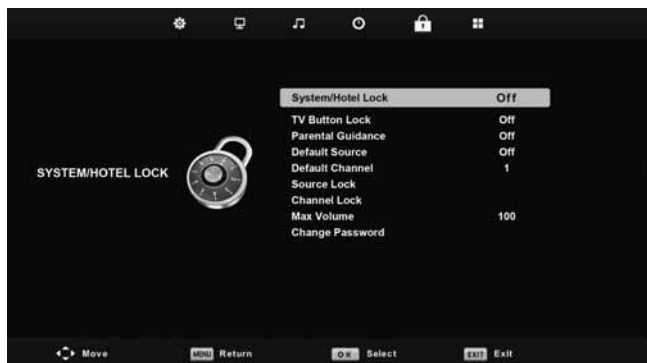 System/Hotel Lock Off
TV Button Lock Off
Parental Guidance Off
Default Source Off
Default Channel 1
SYSTEM/HOTEL LOCK
Source Lock
Channel Lock
Max Volume 100
Change Password
Move MENU Return OK Select EXIT Exit